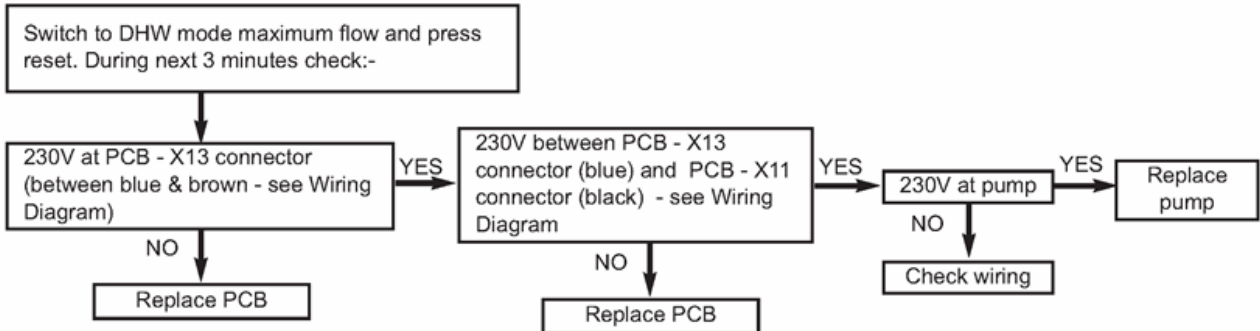 Switch to DHW mode maximum flow and press
reset. During next 3 minutes check:-
230V at PCB - X13 connector
(between blue & brown - see Wiring
Diagram)
YES
NO
Replace PCB
230V between PCB - X13
connector (blue) and PCB - X11
connector (black) - see Wiring
Diagram
YES
NO
Replace PCB
230V at pump
YES
NO
Check wiring
Replace
pump